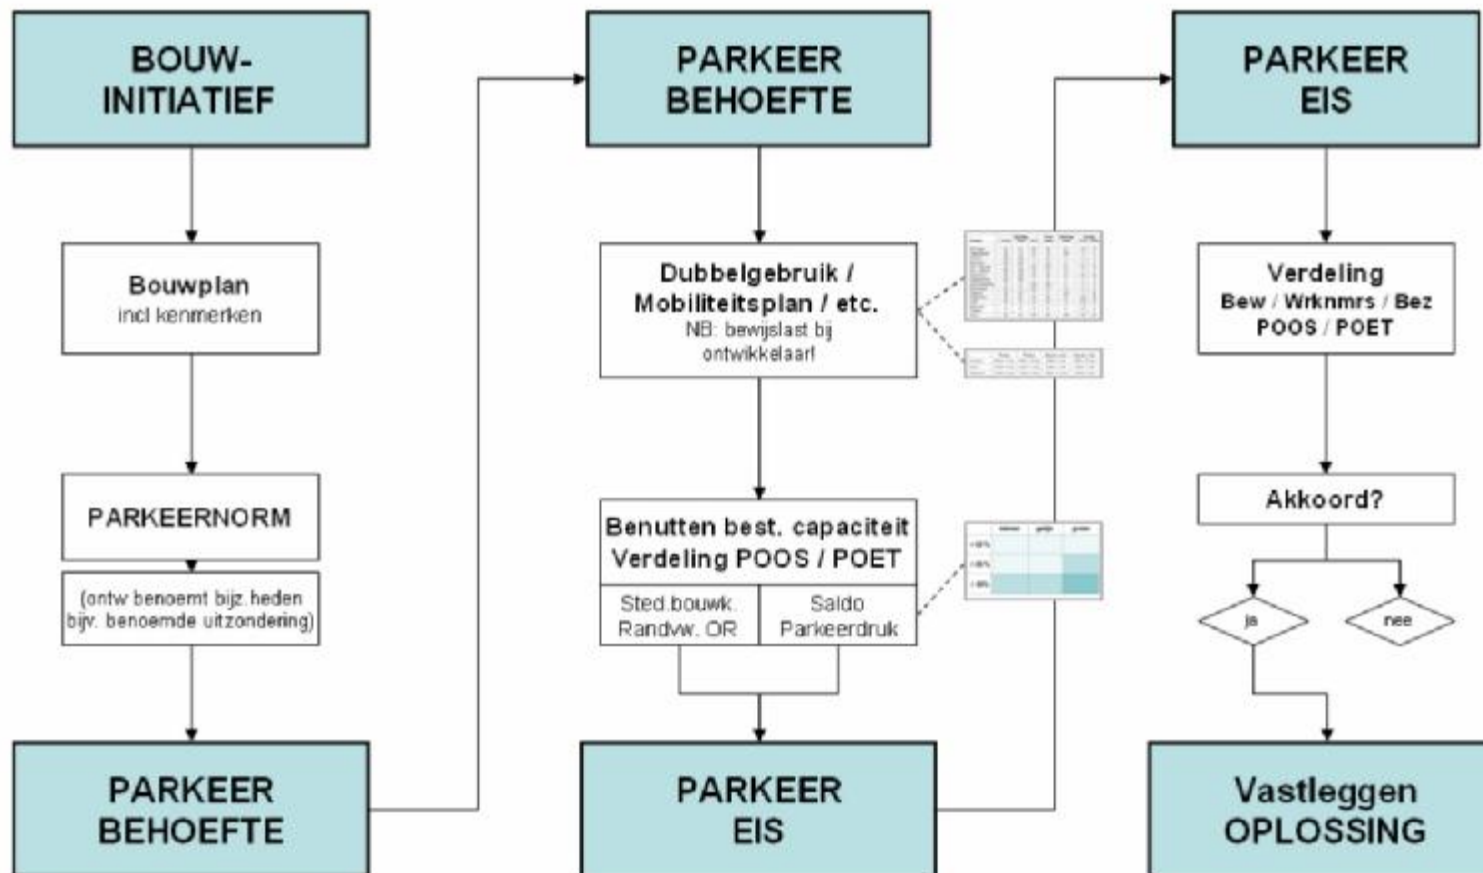 BOUW-
INITIATIEF
Bouwplan
incl kenmerken
PARKEERNORM
(ontw benoemt bijz.heden
bijv. benoemde uitzondering)
PARKEER
BEHOEFTE
PARKEER
BEHOEFTE
Dubbelgebruik /
Mobiliteitsplan / etc.
NB: bewijslast bij
ontwikkelaar!
Benutten best. capaciteit
Verdeling POOS / POET
Sted.bouwk.
Randvw. OR
Saldo
Parkeerdruk
PARKEER
EIS
PARKEER
EIS
Verdeling
Bew / Wrknmrs / Bez
POOS / POET
Akkoord?
ja
nee
Vastleggen
OPLOSSING